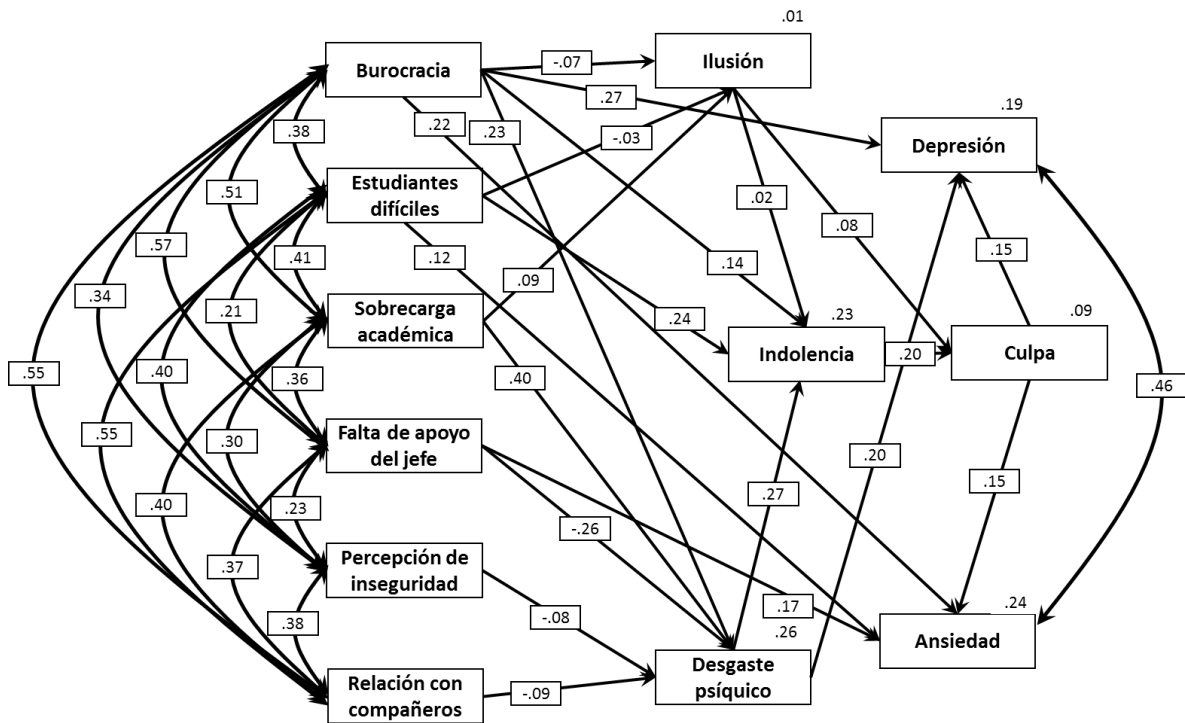 .01
Burocracia
-.07
Ilusión
.27
.19
.38
.22
.23
-.03
Depresión
Estudiantes
difíciles
.51
.02
.08
.57
.41
.12
.15
.14
.34
.21
.09
Sobrecarga
académica
.24
.23
.09
Indolencia
.20
Culpa
.55
.40
.36
.40
.46
.55
.30
Falta de apoyo
del jefe
.20
.40
.23
.27
.15
-.26
.37
Percepción de
inseguridad
.38
-.08
.17
.24
.26
Ansiedad
Relación con
compañeros
-.09
Desgaste
psíquico